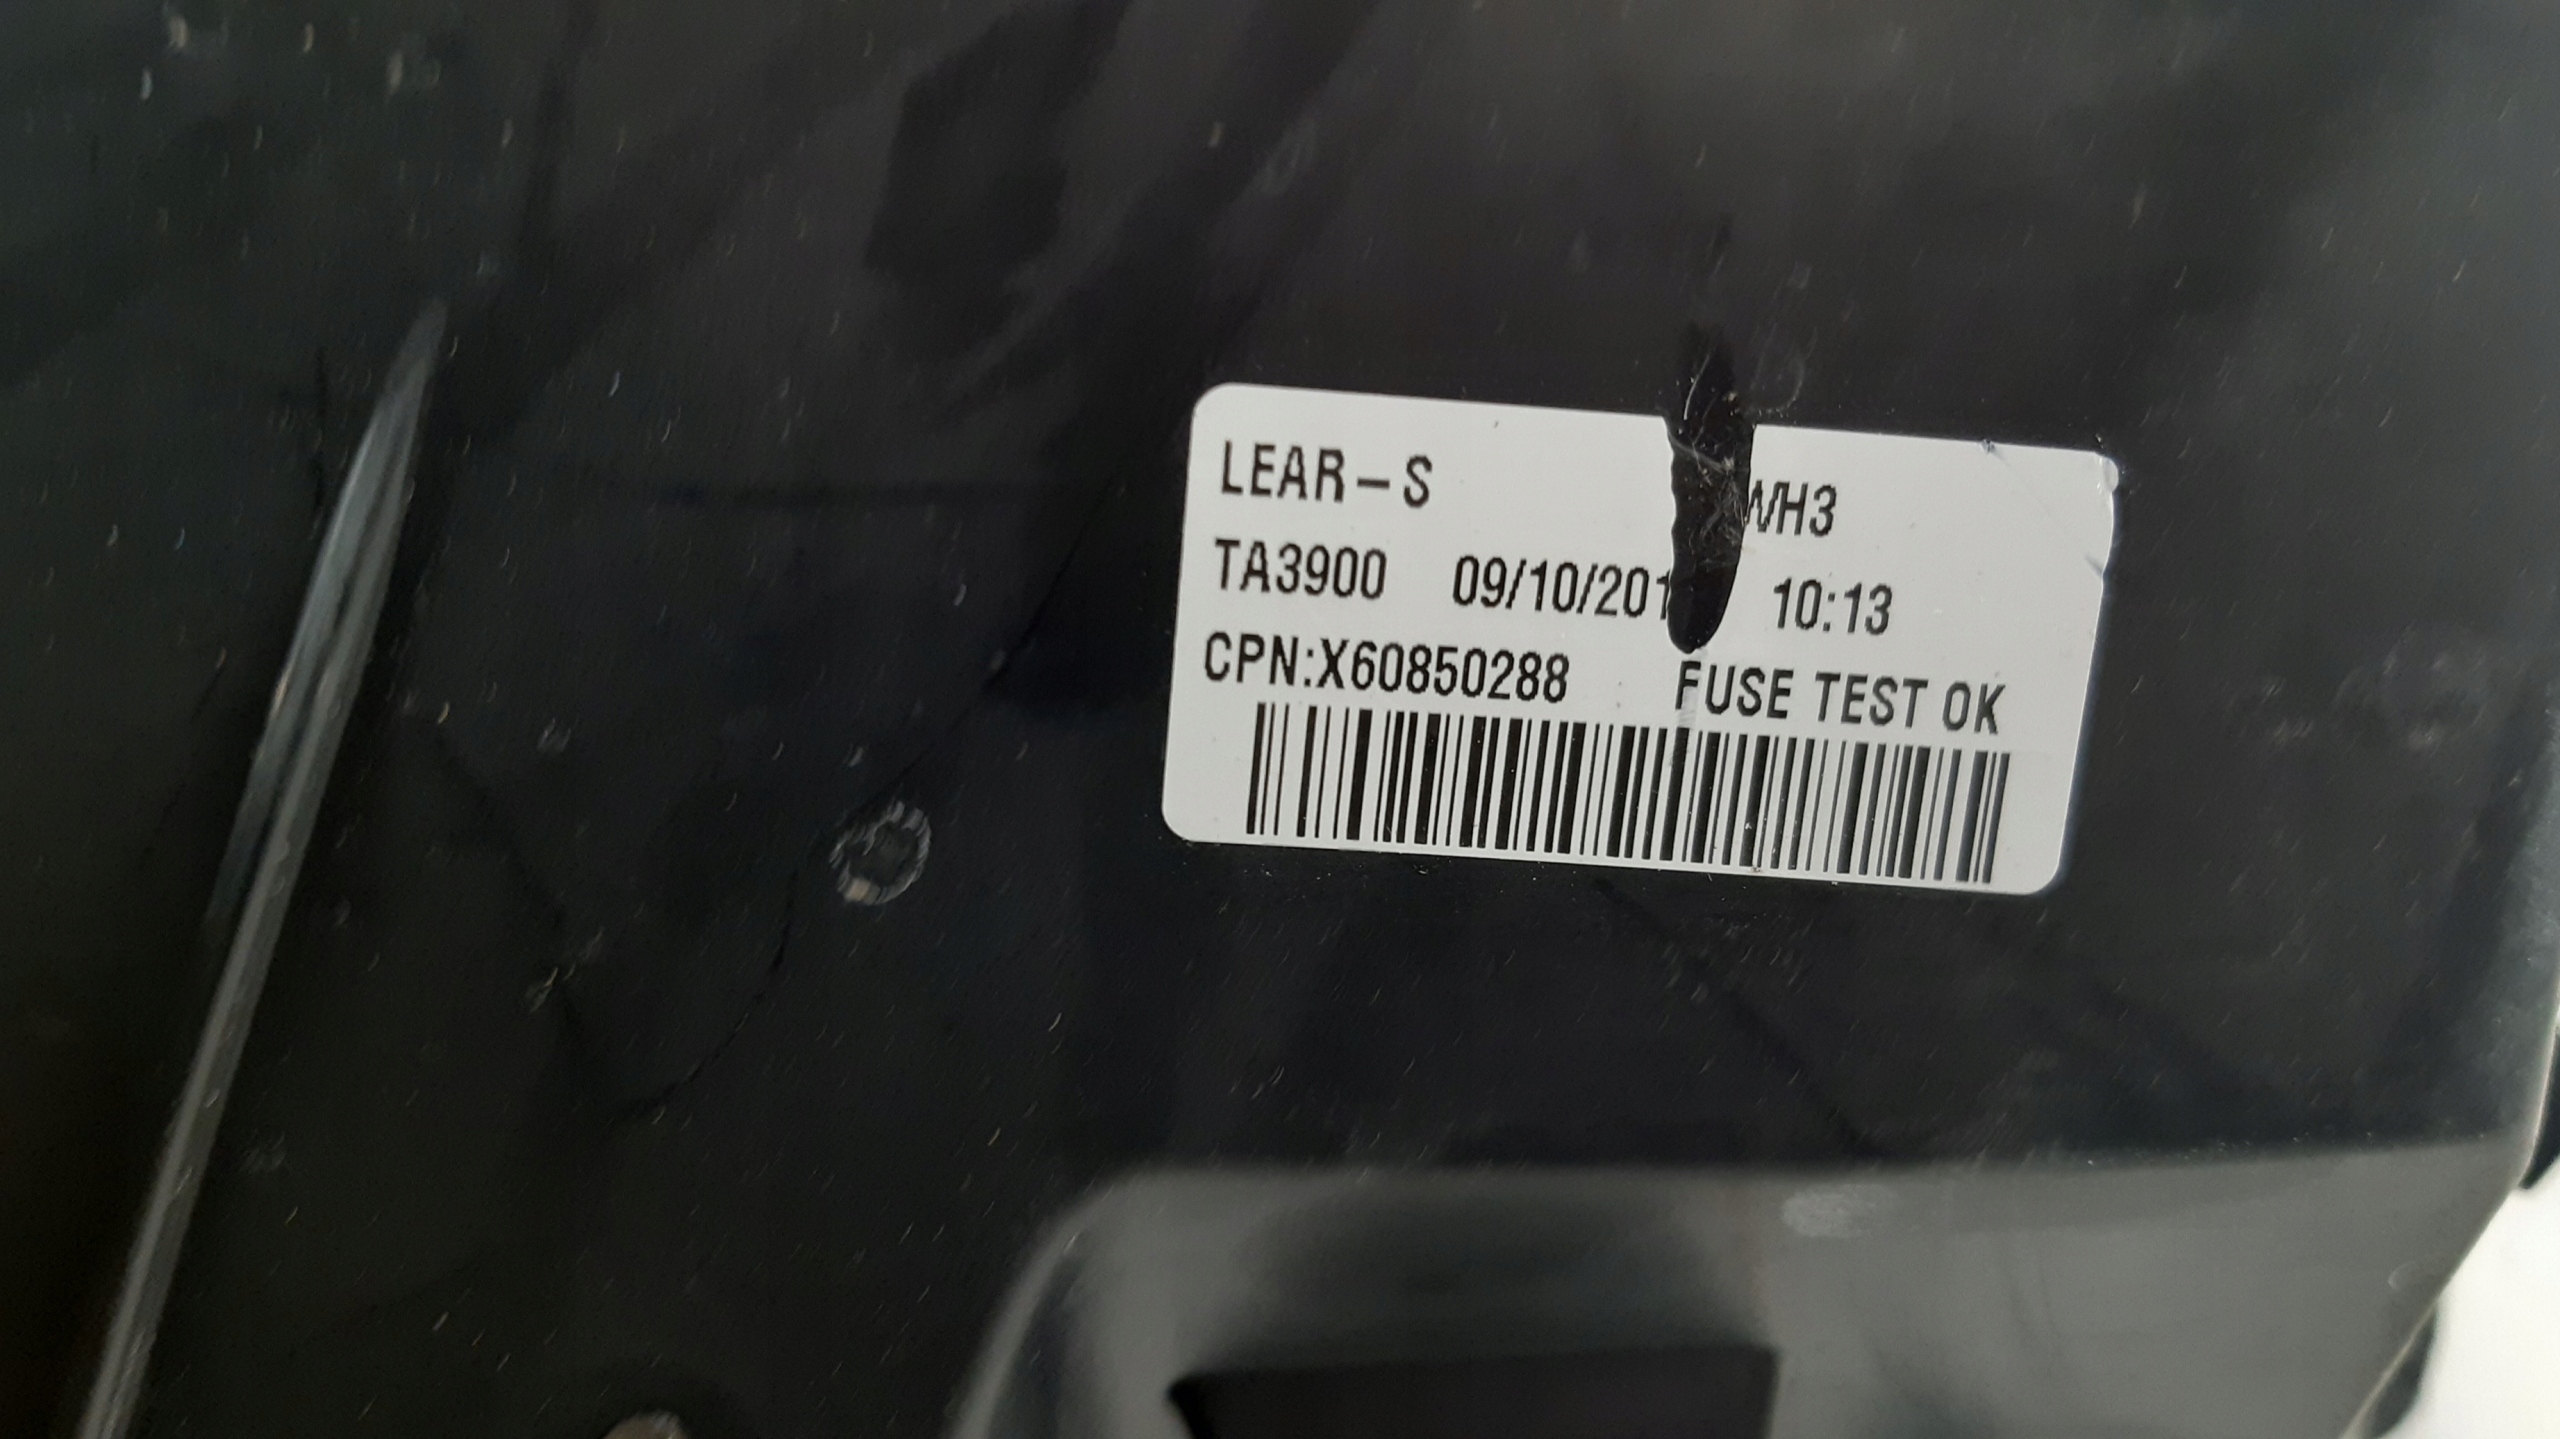 LEAR-S WH3
TA3900 09/10/201 10:13
CPN:X60850288 FUSE TEST OK